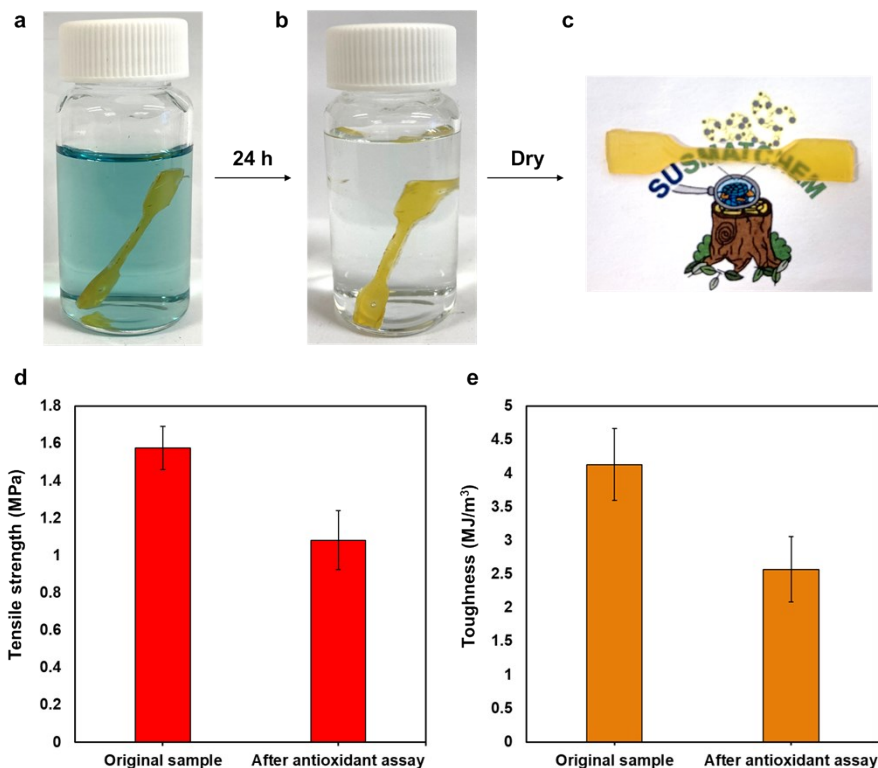 a
b
c
24 h
Dry
SUSMATCHEM
d
1.8
1.6
1.4
1.2
1
0.8
0.6
0.4
0.2
0
Tensile strength (MPa)
Original sample
After antioxidant assay
e
5
4.5
4
3.5
3
2.5
2
1.5
1
0.5
0
Toughness (MJ/m³)
Original sample
After antioxidant assay